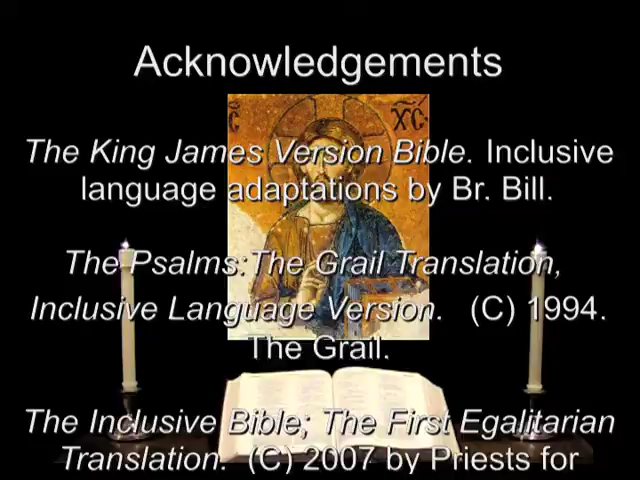 Acknowledgements
The King James Version Bible. Inclusive
language adaptations by Br. Bill.
The Psalms:The Grail Translation,
Inclusive Language Version. (C) 1994.
The Grail.
The Inclusive Bible; The First Egalitarian
Translation. (C) 2007 by Priests for